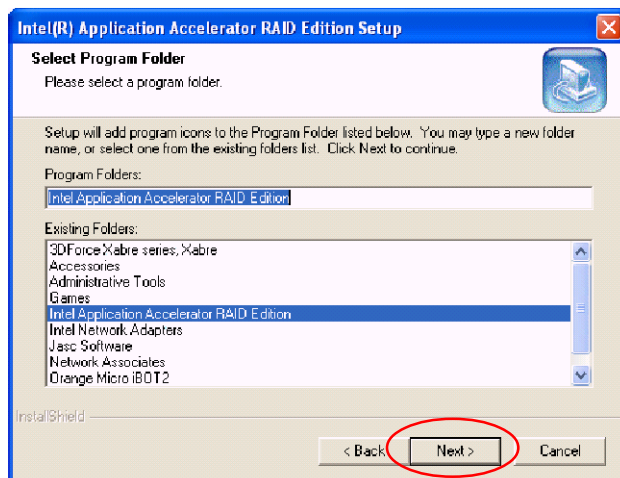 Intel(R) Application Accelerator RAID Edition Setup
Select Program Folder
Please select a program folder.
Setup will add program icons to the Program Folder listed below. You may type a new folder
name, or select one from the existing folders list. Click Next to continue.
Program Folders:
Intel Application Accelerator RAID Edition
Existing Folders:
3DForce Xabre series, Xabre
Accessories
Administrative Tools
Games
Intel Application Accelerator RAID Edition
Intel Network Adapters
Jasc Software
Network Associates
Orange Micro iBOT2
InstallShield
< Back
Next >
Cancel